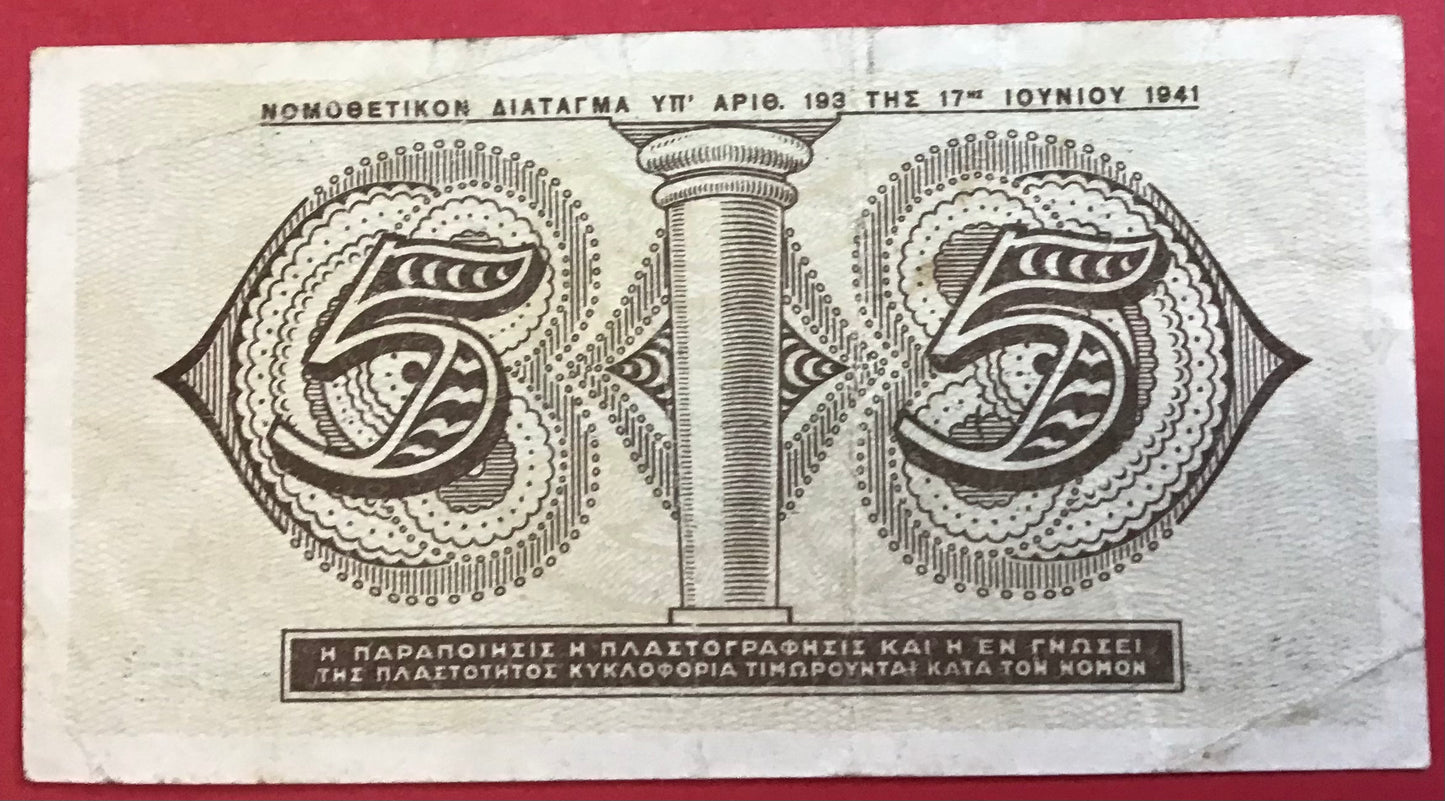 ΝΟΜΟΘΕΤΙΚΟΝ ΔΙΑΤΑΓΜΑ ΥΠ' ΑΡΙΘ. 193 ΤΗΣ 17ΗΣ ΙΟΥΝΙΟΥ 1941
5 5
Η ΠΑΡΑΠΟΙΗΣΙΣ Η ΠΛΑΣΤΟΓΡΑΦΗΣΙΣ ΚΑΙ Η ΕΝ ΓΝΩΣΕΙ
ΤΗΣ ΠΛΑΣΤΟΤΗΤΟΣ ΚΥΚΛΟΦΟΡΙΑ ΤΙΜΩΡΟΥΝΤΑΙ ΚΑΤΑ ΤΟΝ ΝΟΜΟΝ